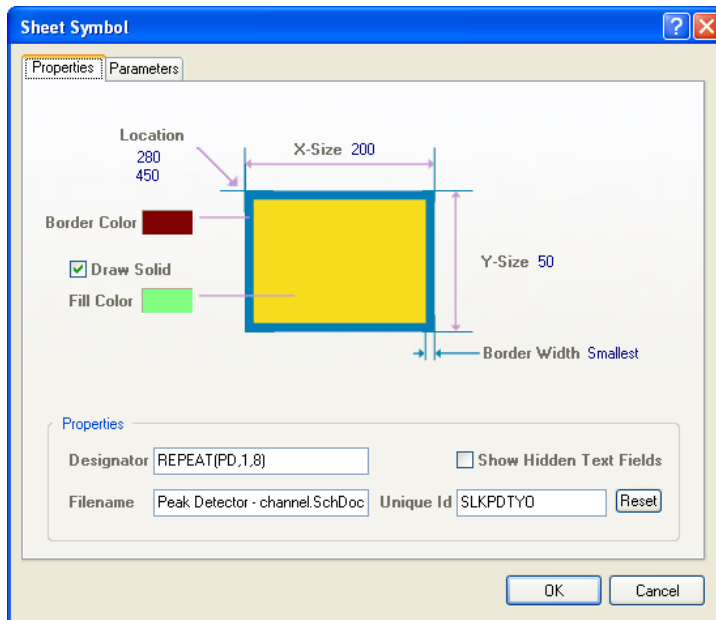 Sheet Symbol
Properties Parameters
Location
280
450
X-Size 200
Border Color
Draw Solid
Y-Size 50
Fill Color
Border Width Smallest
Properties
Designator REPEAT(PD,1,8)
Show Hidden Text Fields
Filename Peak Detector - channel.SchDoc
Unique Id SLKPDTYO
Reset
OK Cancel